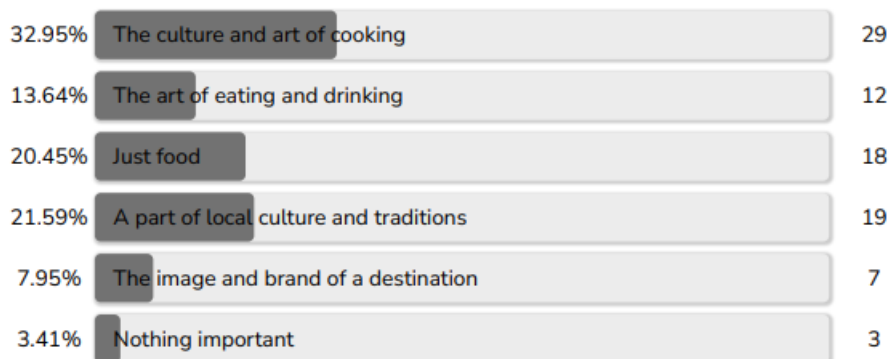 32.95% The culture and art of cooking 29
13.64% The art of eating and drinking 12
20.45% Just food 18
21.59% A part of local culture and traditions 19
7.95% The image and brand of a destination 7
3.41% Nothing important 3